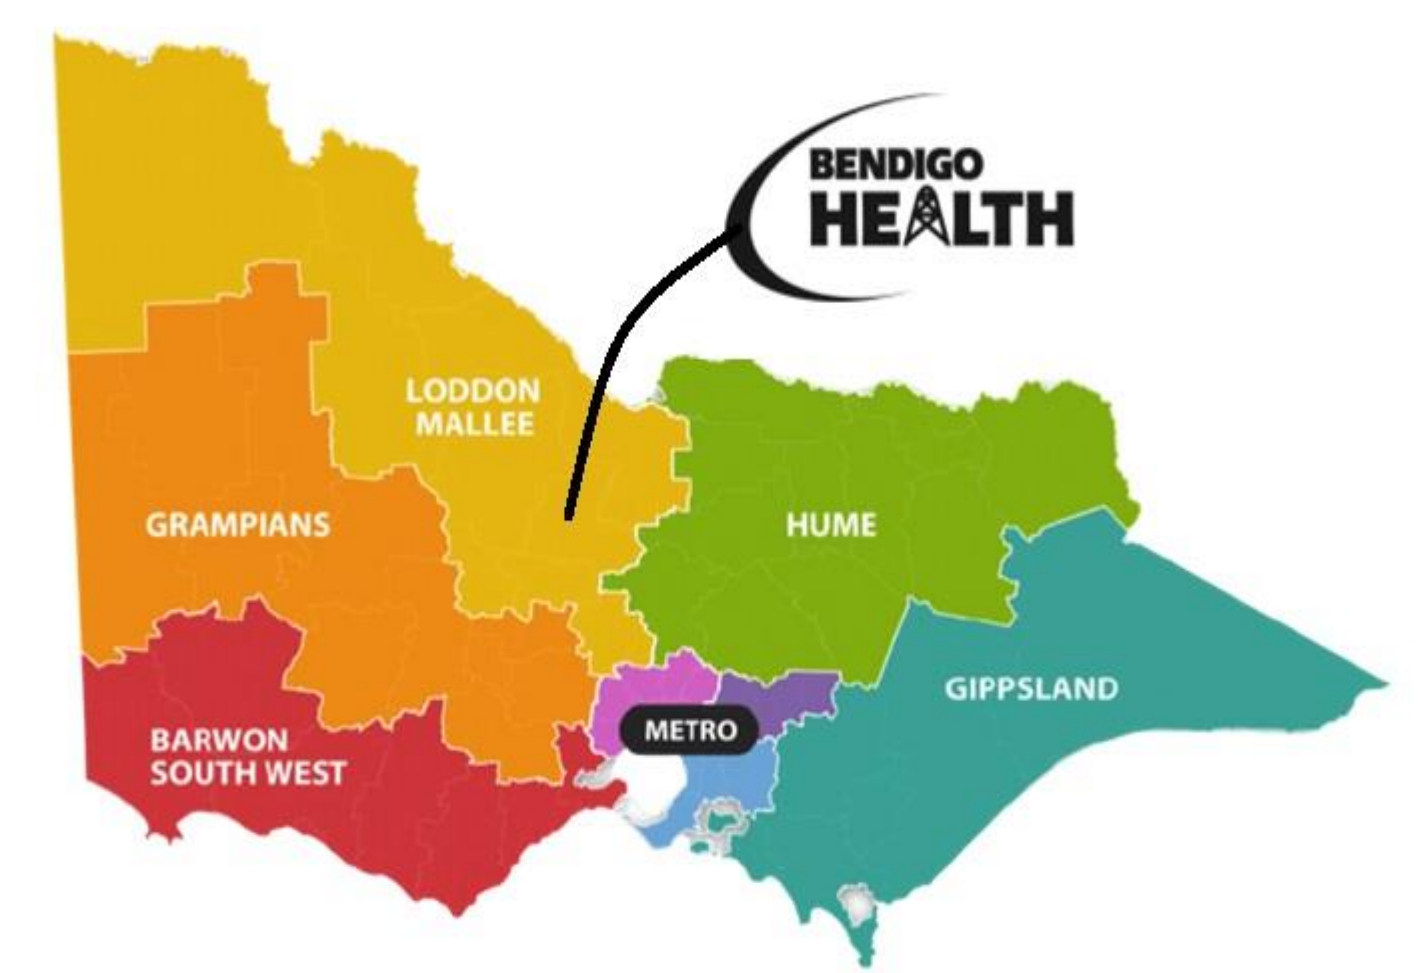 BENDIGO
HEALTH
LODDON
MALLEE
GRAMPIANS
HUME
GIPPSLAND
METRO
BARWON
SOUTH WEST